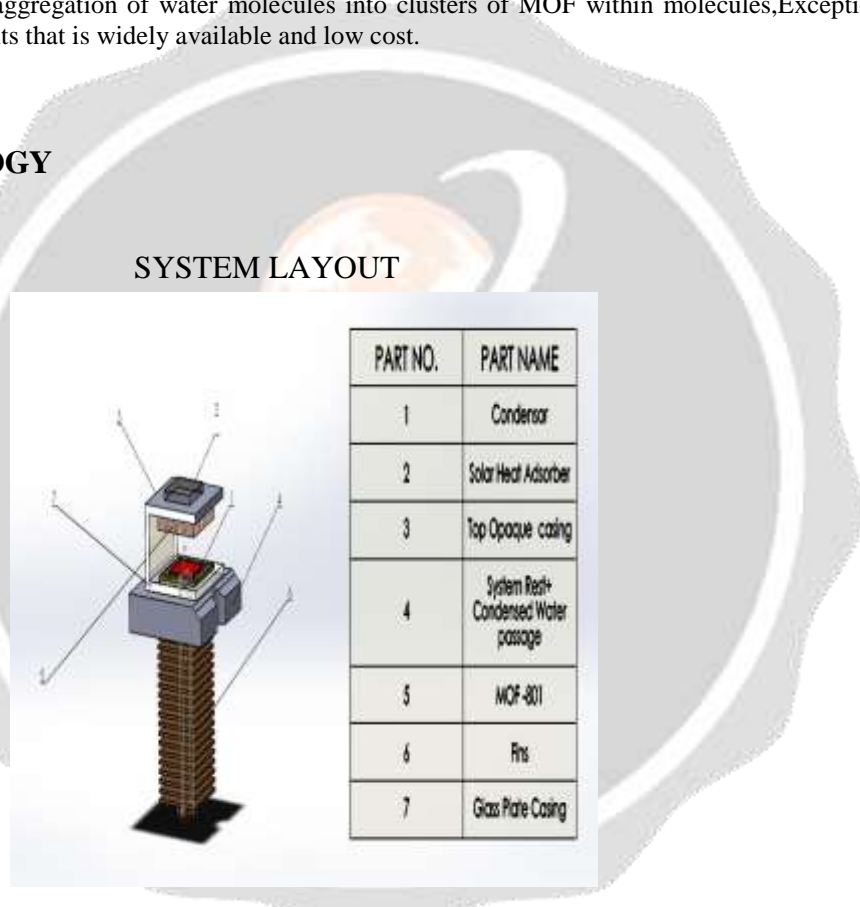 aggregation of water molecules into clusters of MOF within molecules,Excepti
ts that is widely available and low cost.
OGY
SYSTEM LAYOUT
PART NO. PART NAME
1 Condensor
2 Solar Heat Adsorber
3 Top Opaque casing
4 System Rest+
Condensed Water
passage
5 MOF-801
6 Fins
7 Glass Plate Casing